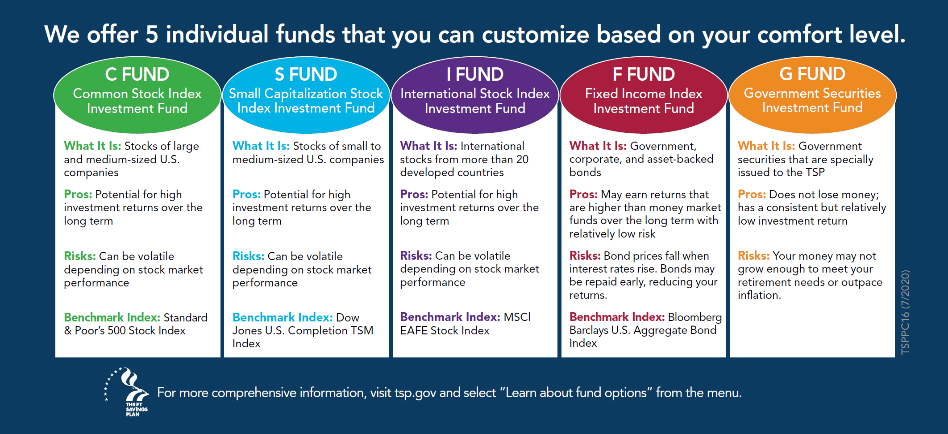 We offer 5 individual funds that you can customize based on your comfort level.
C FUND
Common Stock Index
Investment Fund
What It Is: Stocks of large
and medium-sized U.S.
companies
Pros: Potential for high
investment returns over the
long term
Risks: Can be volatile
depending on stock market
performance
Benchmark Index: Standard
& Poor's 500 Stock Index
S FUND
Small Capitalization Stock
Index Investment Fund
What It Is: Stocks of small to
medium-sized U.S. companies
Pros: Potential for high
investment returns over the
long term
Risks: Can be volatile
depending on stock market
performance
Benchmark Index: Dow
Jones U.S. Completion TSM
Index
I FUND
International Stock Index
Investment Fund
What It Is: International
stocks from more than 20
developed countries
Pros: Potential for high
investment returns over the
long term
Risks: Can be volatile
depending on stock market
performance
Benchmark Index: MSCI
EAFE Stock Index
F FUND
Fixed Income Index
Investment Fund
What It Is: Government,
corporate, and asset-backed
bonds
Pros: May earn returns that
are higher than money market
funds over the long term with
relatively low risk
Risks: Bond prices fall when
interest rates rise. Bonds may
be repaid early, reducing your
returns.
Benchmark Index: Bloomberg
Barclays U.S. Aggregate Bond
Index
G FUND
Government Securities
Investment Fund
What It Is: Government
securities that are specially
issued to the TSP
Pros: Does not lose money;
has a consistent but relatively
low investment return
Risks: Your money may not
grow enough to meet your
retirement needs or outpace
inflation.
TSPPC16 (7/2020)
THRIFT
SAVINGS
PLAN
For more comprehensive information, visit tsp.gov and select "Learn about fund options" from the menu.